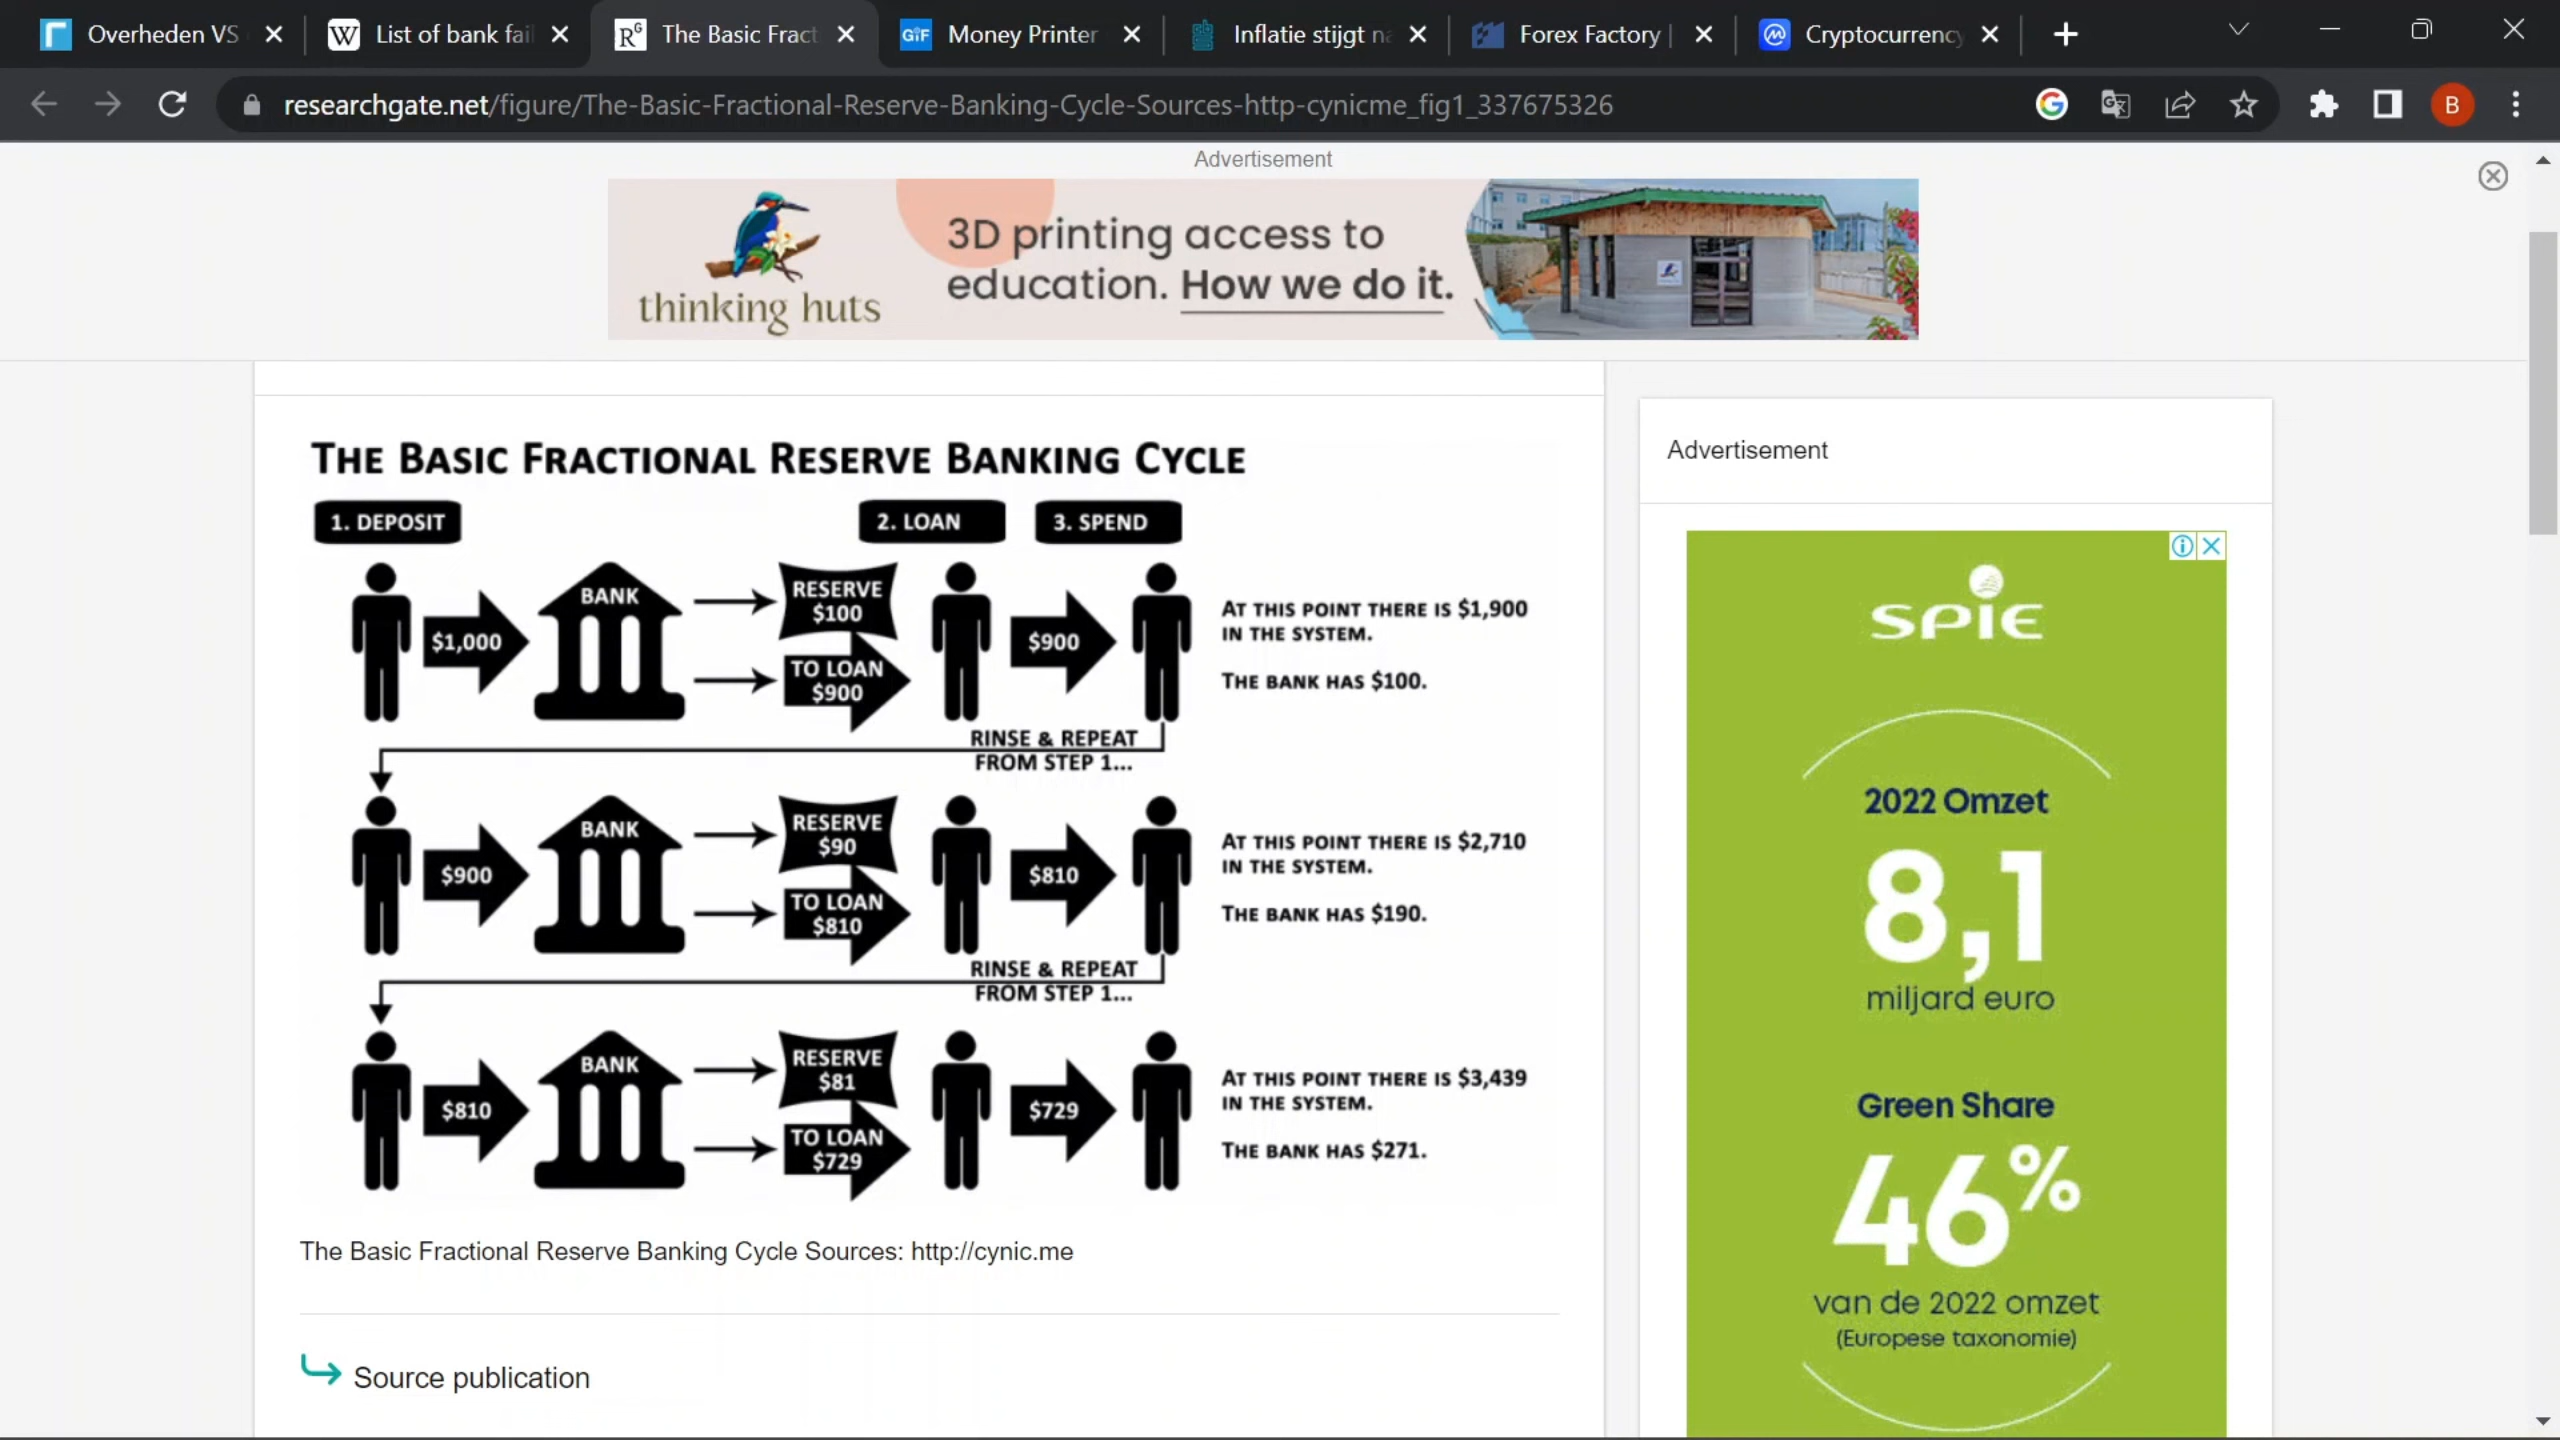 Overheden VS
List of bank fail
The Basic Fract
Money Printer
Inflatie stijgt na
Forex Factory |
Cryptocurrency
researchgate.net/figure/The-Basic-Fractional-Reserve-Banking-Cycle-Sources-http-cynicme_fig1_337675326
B
Advertisement
3D printing access to
education. How we do it.
thinking huts
Advertisement
THE BASIC FRACTIONAL RESERVE BANKING CYCLE
1. DEPOSIT
2. LOAN
3. SPEND
$1,000
BANK
RESERVE
$100
TO LOAN
$900
$900
AT THIS POINT THERE IS $1,900
IN THE SYSTEM.
THE BANK HAS $100.
RINSE & REPEAT
FROM STEP 1...
$900
BANK
RESERVE
$90
TO LOAN
$810
$810
AT THIS POINT THERE IS $2,710
IN THE SYSTEM.
THE BANK HAS $190.
RINSE & REPEAT
FROM STEP 1...
$810
BANK
RESERVE
$81
TO LOAN
$729
$729
AT THIS POINT THERE IS $3,439
IN THE SYSTEM.
THE BANK HAS $271.
The Basic Fractional Reserve Banking Cycle Sources: http://cynic.me
Source publication
SPIE
2022 Omzet
8,1
miljard euro
Green Share
46%
van de 2022 omzet
(Europese taxonomie)